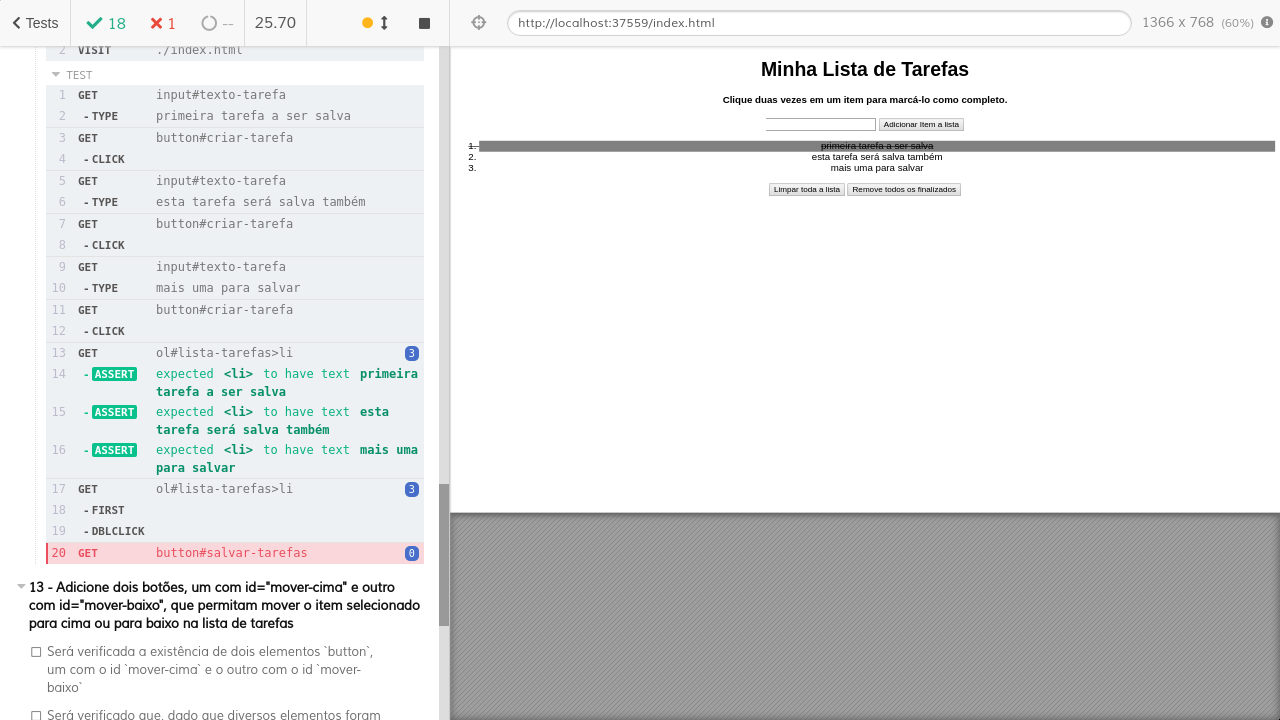 Tests
18
1
--
25.70
http://localhost:37559/index.html
1366 x 768 (60%)
2 VISIT ./index.html
TEST
1 GET input#texto-tarefa
2 -TYPE primeira tarefa a ser salva
3 GET button#criar-tarefa
4 -CLICK
5 GET input#texto-tarefa
6 -TYPE esta tarefa será salva também
7 GET button#criar-tarefa
8 -CLICK
9 GET input#texto-tarefa
10 -TYPE mais uma para salvar
11 GET button#criar-tarefa
12 -CLICK
13 GET ol#lista-tarefas>li 3
14 -ASSERT expected <li> to have text primeira
tarefa a ser salva
15 -ASSERT expected <li> to have text esta
tarefa será salva também
16 -ASSERT expected <li> to have text mais uma
para salvar
17 GET ol#lista-tarefas>li 3
18 -FIRST
19 -DBLCLICK
20 GET button#salvar-tarefas 0
13 - Adicione dois botões, um com id="mover-cima" e outro
com id="mover-baixo", que permitam mover o item selecionado
para cima ou para baixo na lista de tarefas
Será verificada a existência de dois elementos `button`,
um com o id `mover-cima` e o outro com o id `mover-
baixo`
Será verificado que, dado que diversos elementos foram
Minha Lista de Tarefas
Clique duas vezes em um item para marcá-lo como completo.
Adicionar Item a lista
1. primeira tarefa a ser salva
2. esta tarefa será salva também
3. mais uma para salvar
Limpar toda a lista Remove todos os finalizados